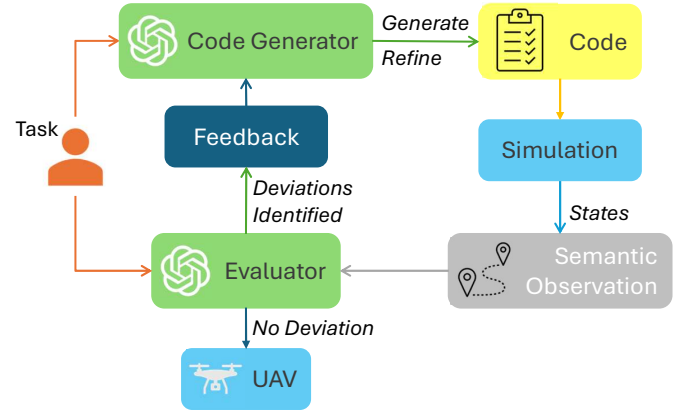 Code Generator
Generate
Refine
Code
Task
Feedback
Simulation
Deviations
Identified
States
Evaluator
Semantic
Observation
No Deviation
UAV